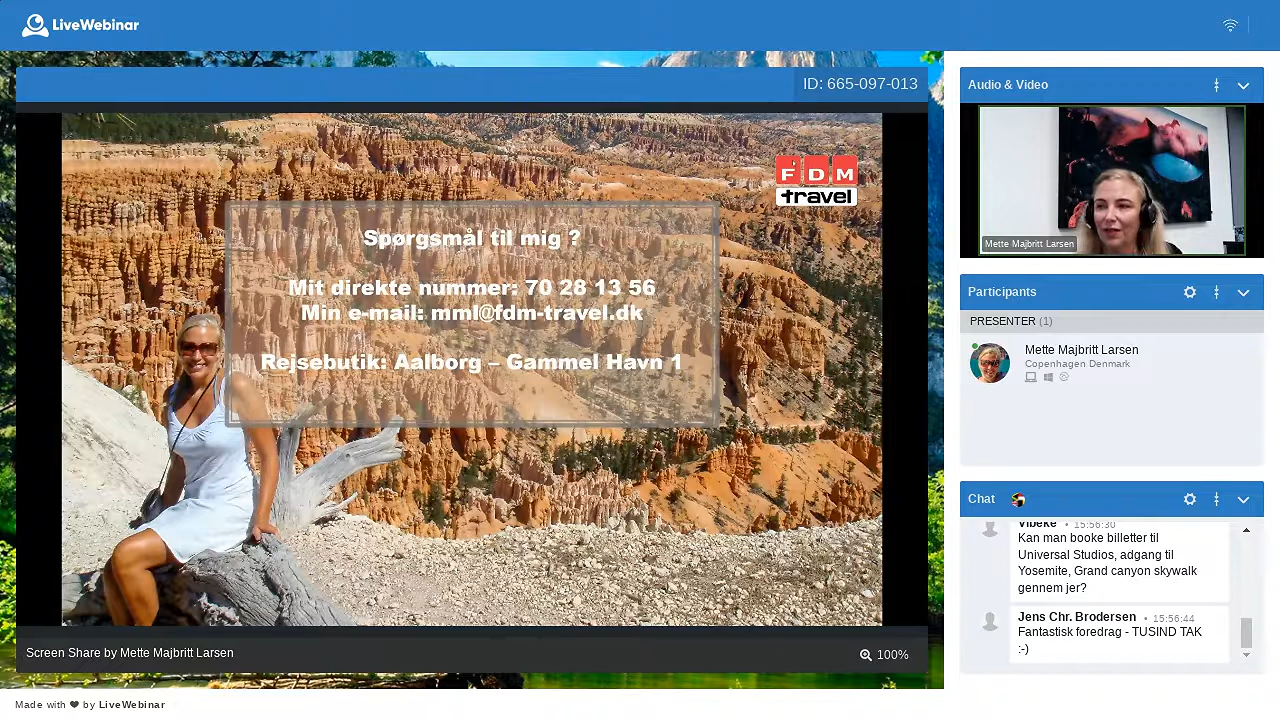 LiveWebinar
ID: 665-097-013
FDM
travel
Spørgsmål til mig ?
Mit direkte nummer: 70 28 13 56
Min e-mail: mml@fdm-travel.dk
Rejsebutik: Aalborg – Gammel Havn 1
Screen Share by Mette Majbritt Larsen
100%
Made with by LiveWebinar
Audio & Video
Mette Majbritt Larsen
Participants
PRESENTER (1)
Mette Majbritt Larsen
Copenhagen Denmark
Chat
Vibeke • 15:56:30
Kan man booke billetter til
Universal Studios, adgang til
Yosemite, Grand canyon skywalk
gennem jer?
Jens Chr. Brodersen • 15:56:44
Fantastisk foredrag - TUSIND TAK
:-)